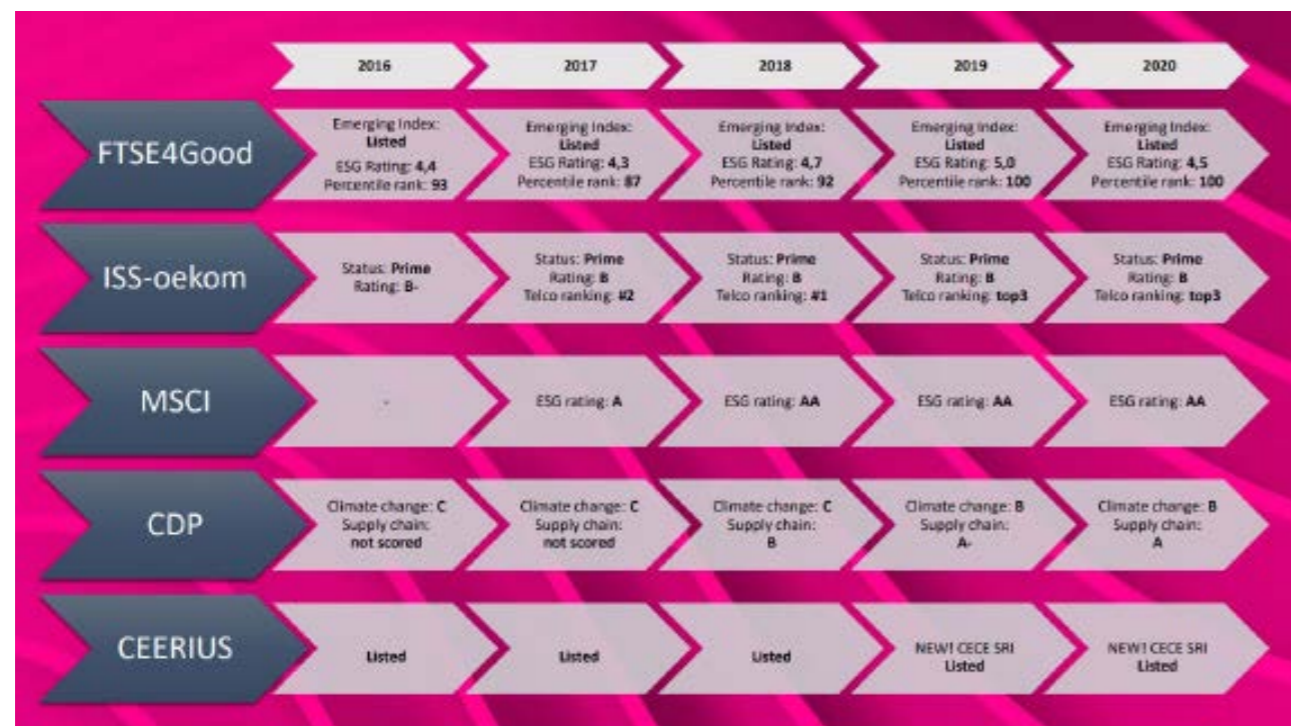 2016 2017 2018 2019 2020
FTSE4Good
Emerging Index:
Listed
ESG Rating: 4,4
Percentile rank: 93
Emerging Index:
Listed
ESG Rating: 4,3
Percentile rank: 87
Emerging Index:
Listed
ESG Rating: 4,7
Percentile rank: 92
Emerging Index:
Listed
ESG Rating: 5,0
Percentile rank: 100
Emerging Index:
Listed
ESG Rating: 4,5
Percentile rank: 100
ISS-oekom
Status: Prime
Rating: B-
Status: Prime
Rating: B
Telco ranking: #2
Status: Prime
Rating: B
Telco ranking: #1
Status: Prime
Rating: B
Telco ranking: top3
Status: Prime
Rating: B
Telco ranking: top3
MSCI
-
ESG rating: A
ESG rating: AA
ESG rating: AA
ESG rating: AA
CDP
Climate change: C
Supply chain:
not scored
Climate change: C
Supply chain:
not scored
Climate change: C
Supply chain:
B
Climate change: B
Supply chain:
A-
Climate change: B
Supply chain:
A
CEERIUS
Listed
Listed
Listed
NEW! CECE SRI
Listed
NEW! CECE SRI
Listed